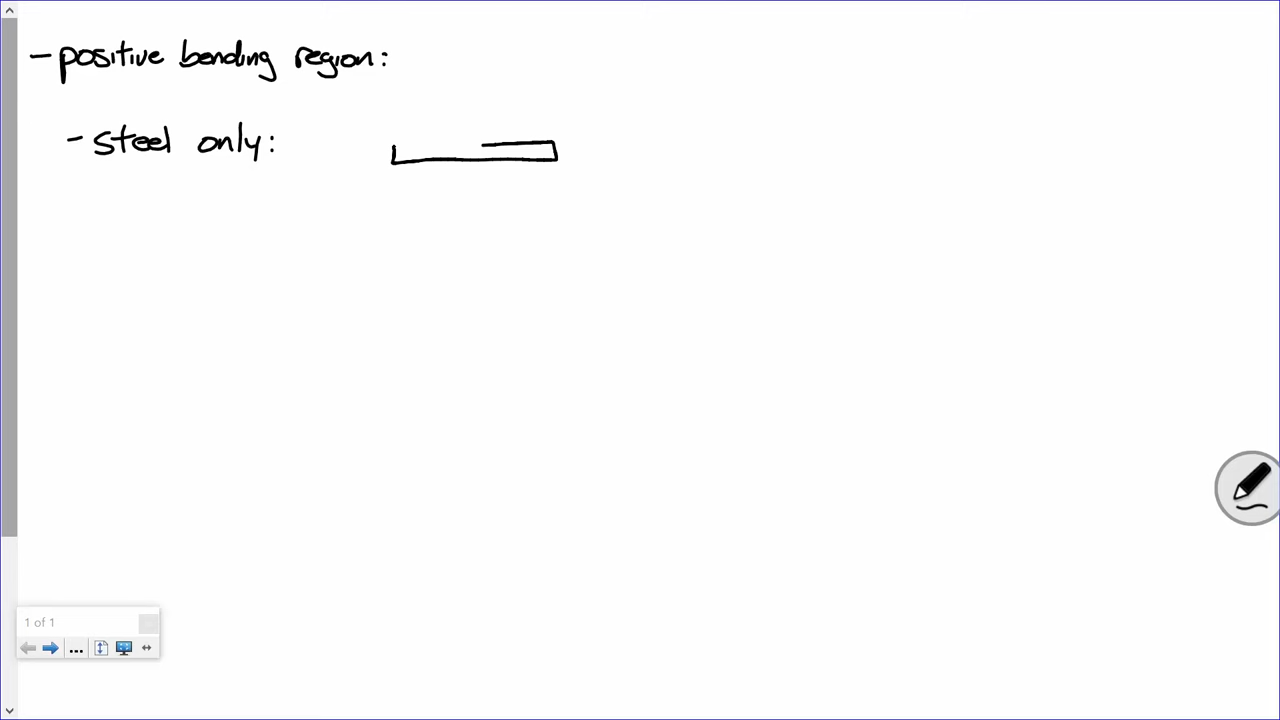 - positive bending region:
- steel only:
1 of 1
...